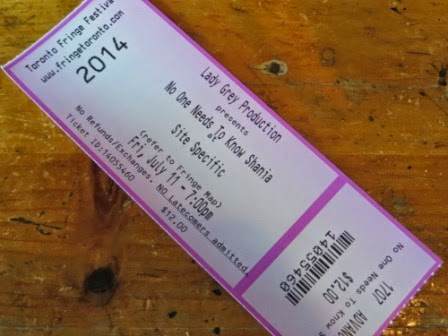 Toronto Fringe Festival
www.fringetoronto.com
2014
Lady Grey Production
presents
No One Needs To Know Shania
at
Site Specific
(refer to Fringe Map)
Fri, July 11 - 7:00pm
No Refunds/Exchanges. NO Latecomers admitted.
Ticket ID:14055460
$12.00
No One Needs To Know
1707
$12.00
14055460